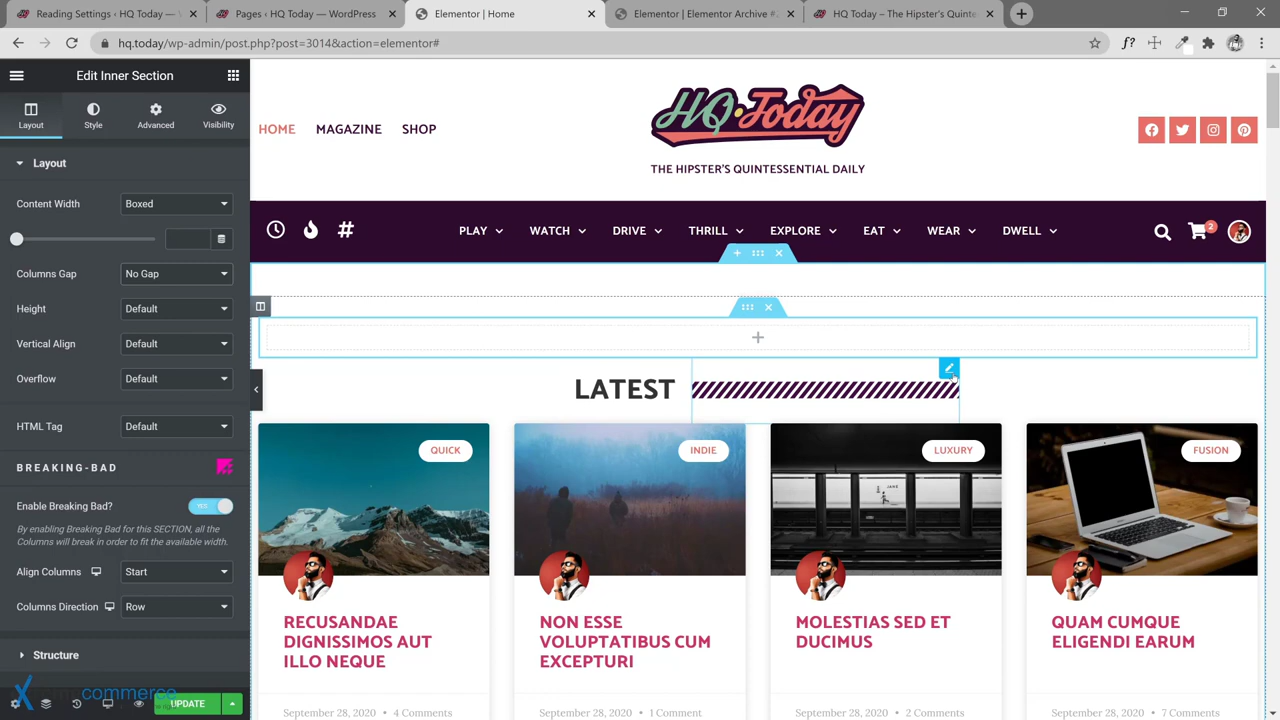 Reading Settings ‹ HQ Today — W
Pages ‹ HQ Today — WordPress
Elementor | Home
Elementor | Elementor Archive #
HQ Today – The Hipster's Quinte
hq.today/wp-admin/post.php?post=3014&action=elementor#
f?
Edit Inner Section
Layout
Style
Advanced
Visibility
Layout
Content Width
Boxed
Columns Gap
No Gap
Height
Default
Vertical Align
Default
Overflow
Default
HTML Tag
Default
BREAKING-BAD
Enable Breaking Bad?
YES
By enabling Breaking Bad for this SECTION, all the
Columns will break in order to fit the available width.
Align Columns
Start
Columns Direction
Row
Structure
commerce
UPDATE
HOME
MAGAZINE
SHOP
HQ Today
THE HIPSTER'S QUINTESSENTIAL DAILY
PLAY
WATCH
DRIVE
THRILL
EXPLORE
EAT
WEAR
DWELL
2
LATEST
QUICK
INDIE
LUXURY
FUSION
RECUSANDAE
DIGNISSIMOS AUT
ILLO NEQUE
NON ESSE
VOLUPTATIBUS CUM
EXCEPTURI
MOLESTIAS SED ET
DUCIMUS
QUAM CUMQUE
ELIGENDI EARUM
September 28, 2020 • 4 Comments
September 28, 2020 • 1 Comment
September 28, 2020 • 2 Comments
September 28, 2020 • 7 Comments